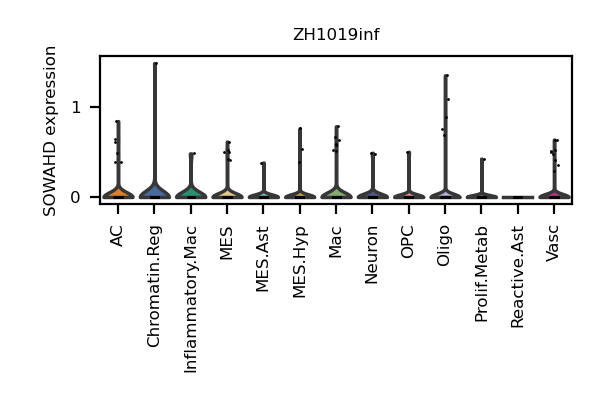 ZH1019inf
SOWAHD expression
1
0
AC
Chromatin.Reg
Inflammatory.Mac
MES
MES.Ast
MES.Hyp
Mac
Neuron
OPC
Oligo
Prolif.Metab
Reactive.Ast
Vasc